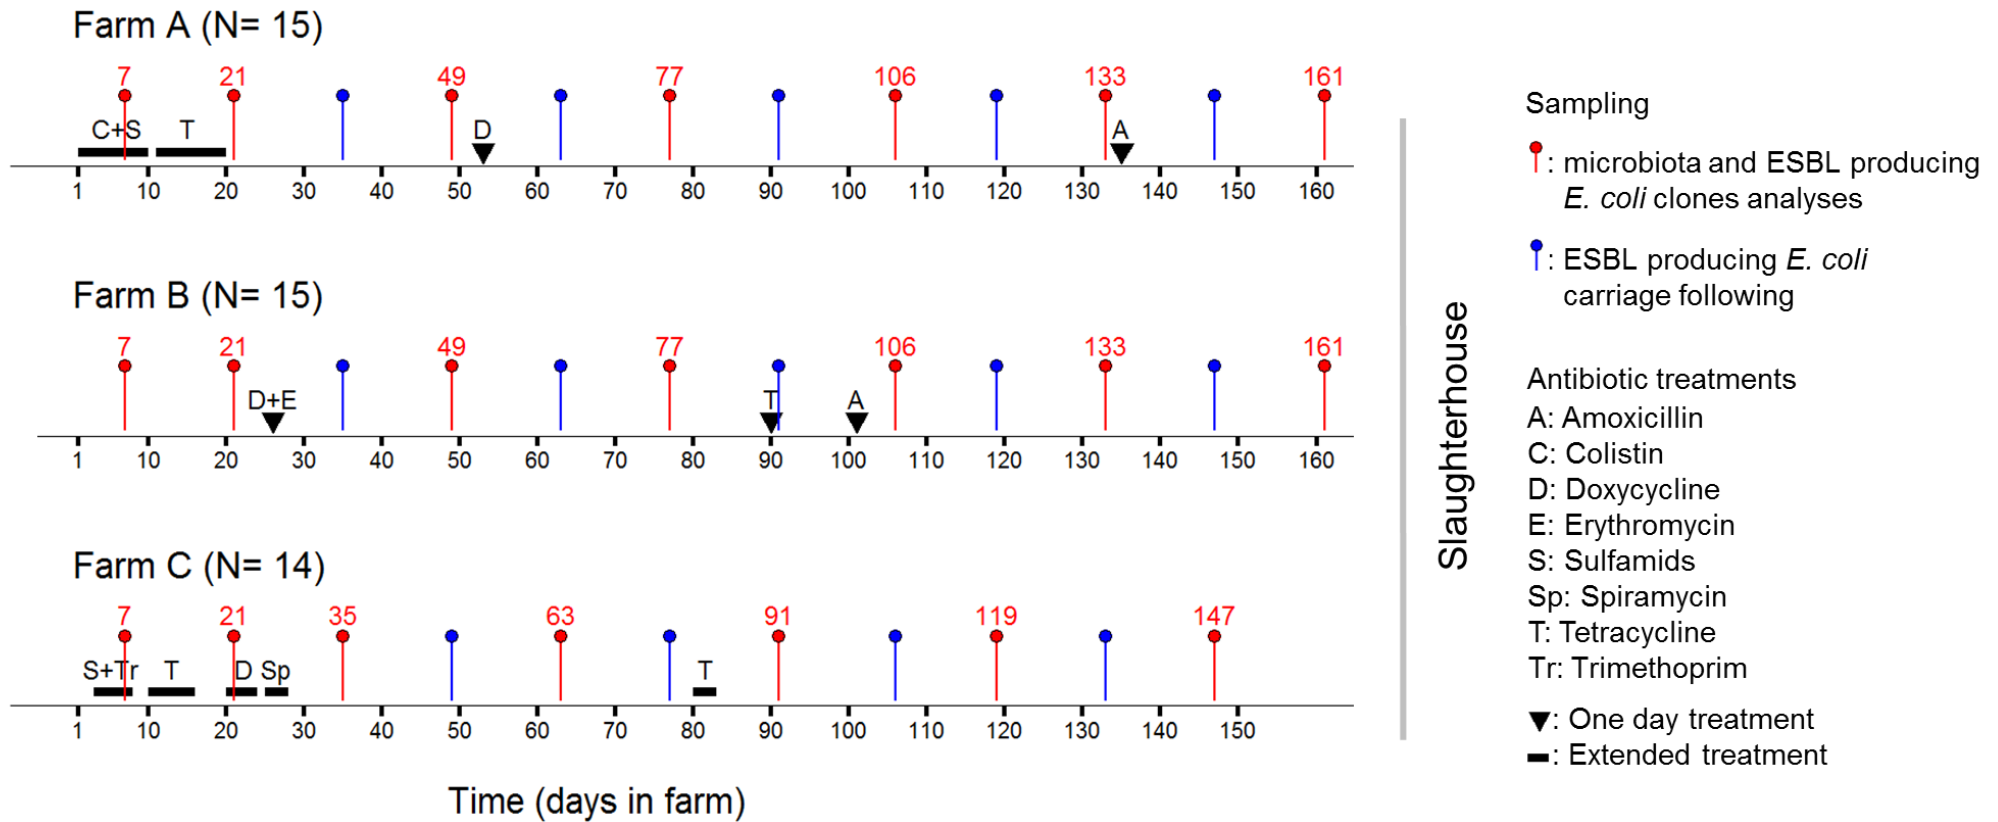 Farm A (N= 15)
7 21 49 77 106 133 161
C+S T D A
1 10 20 30 40 50 60 70 80 90 100 110 120 130 140 150 160
Farm B (N= 15)
7 21 49 77 106 133 161
D+E T A
1 10 20 30 40 50 60 70 80 90 100 110 120 130 140 150 160
Farm C (N= 14)
7 21 35 63 91 119 147
S+Tr T D Sp T
1 10 20 30 40 50 60 70 80 90 100 110 120 130 140 150
Time (days in farm)
Slaughterhouse
Sampling
: microbiota and ESBL producing
E. coli clones analyses
: ESBL producing E. coli
carriage following
Antibiotic treatments
A: Amoxicillin
C: Colistin
D: Doxycycline
E: Erythromycin
S: Sulfamids
Sp: Spiramycin
T: Tetracycline
Tr: Trimethoprim
: One day treatment
: Extended treatment